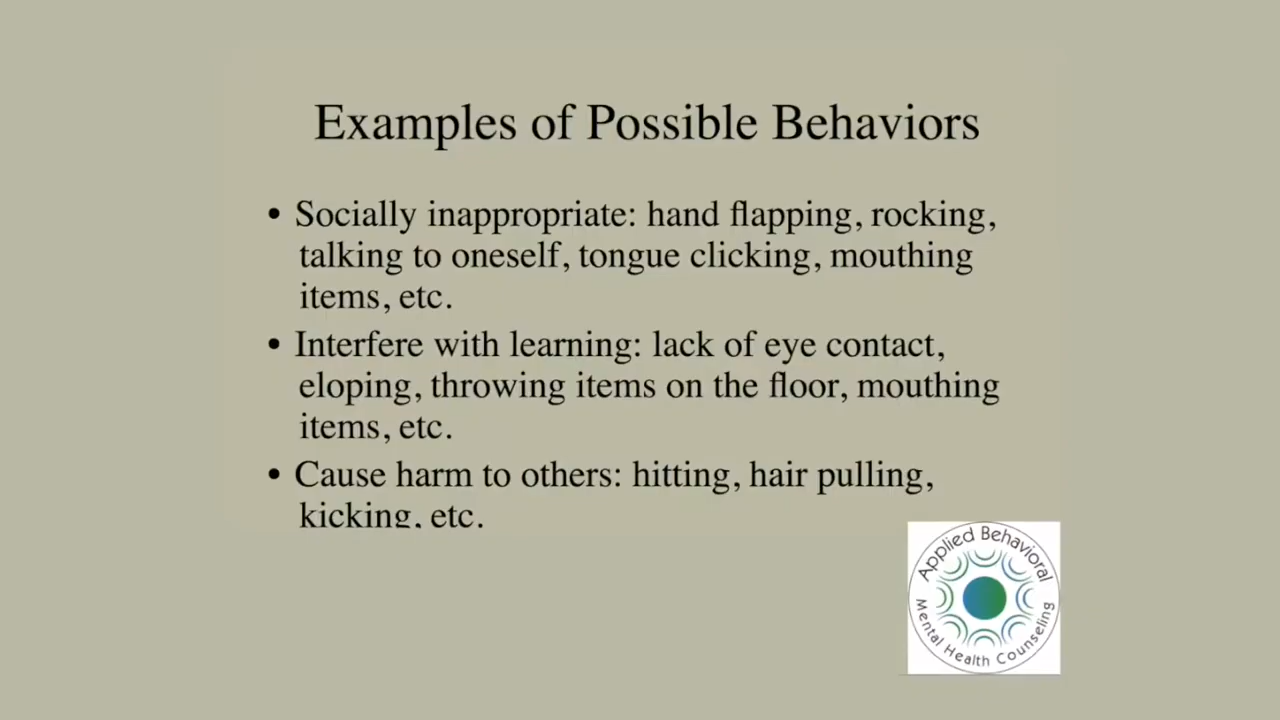 Examples of Possible Behaviors
• Socially inappropriate: hand flapping, rocking,
talking to oneself, tongue clicking, mouthing
items, etc.
• Interfere with learning: lack of eye contact,
eloping, throwing items on the floor, mouthing
items, etc.
• Cause harm to others: hitting, hair pulling,
kicking, etc.
Applied Behavioral
Mental Health Counseling